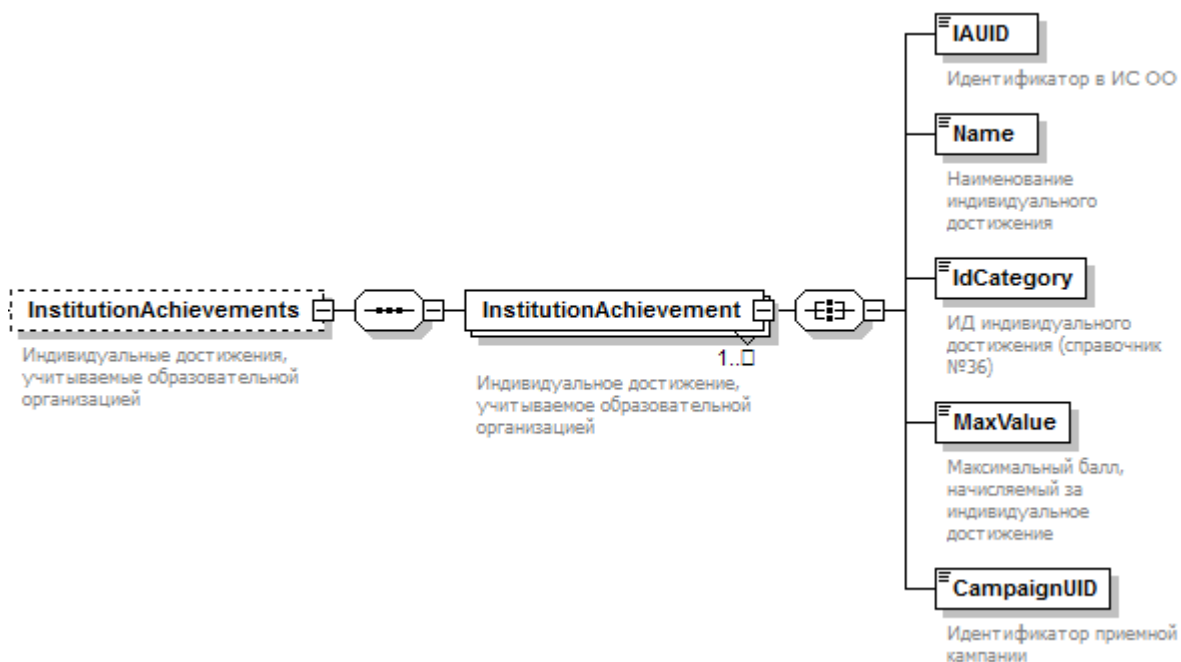 InstitutionAchievements
Индивидуальные достижения,
учитываемые образовательной
организацией
InstitutionAchievement
1..□
Индивидуальное достижение,
учитываемое образовательной
организацией
IAUID
Идентификатор в ИС ОО
Name
Наименование
индивидуального
достижения
IdCategory
ИД индивидуального
достижения (справочник
№36)
MaxValue
Максимальный балл,
начисляемый за
индивидуальное
достижение
CampaignUID
Идентификатор приемной
кампании